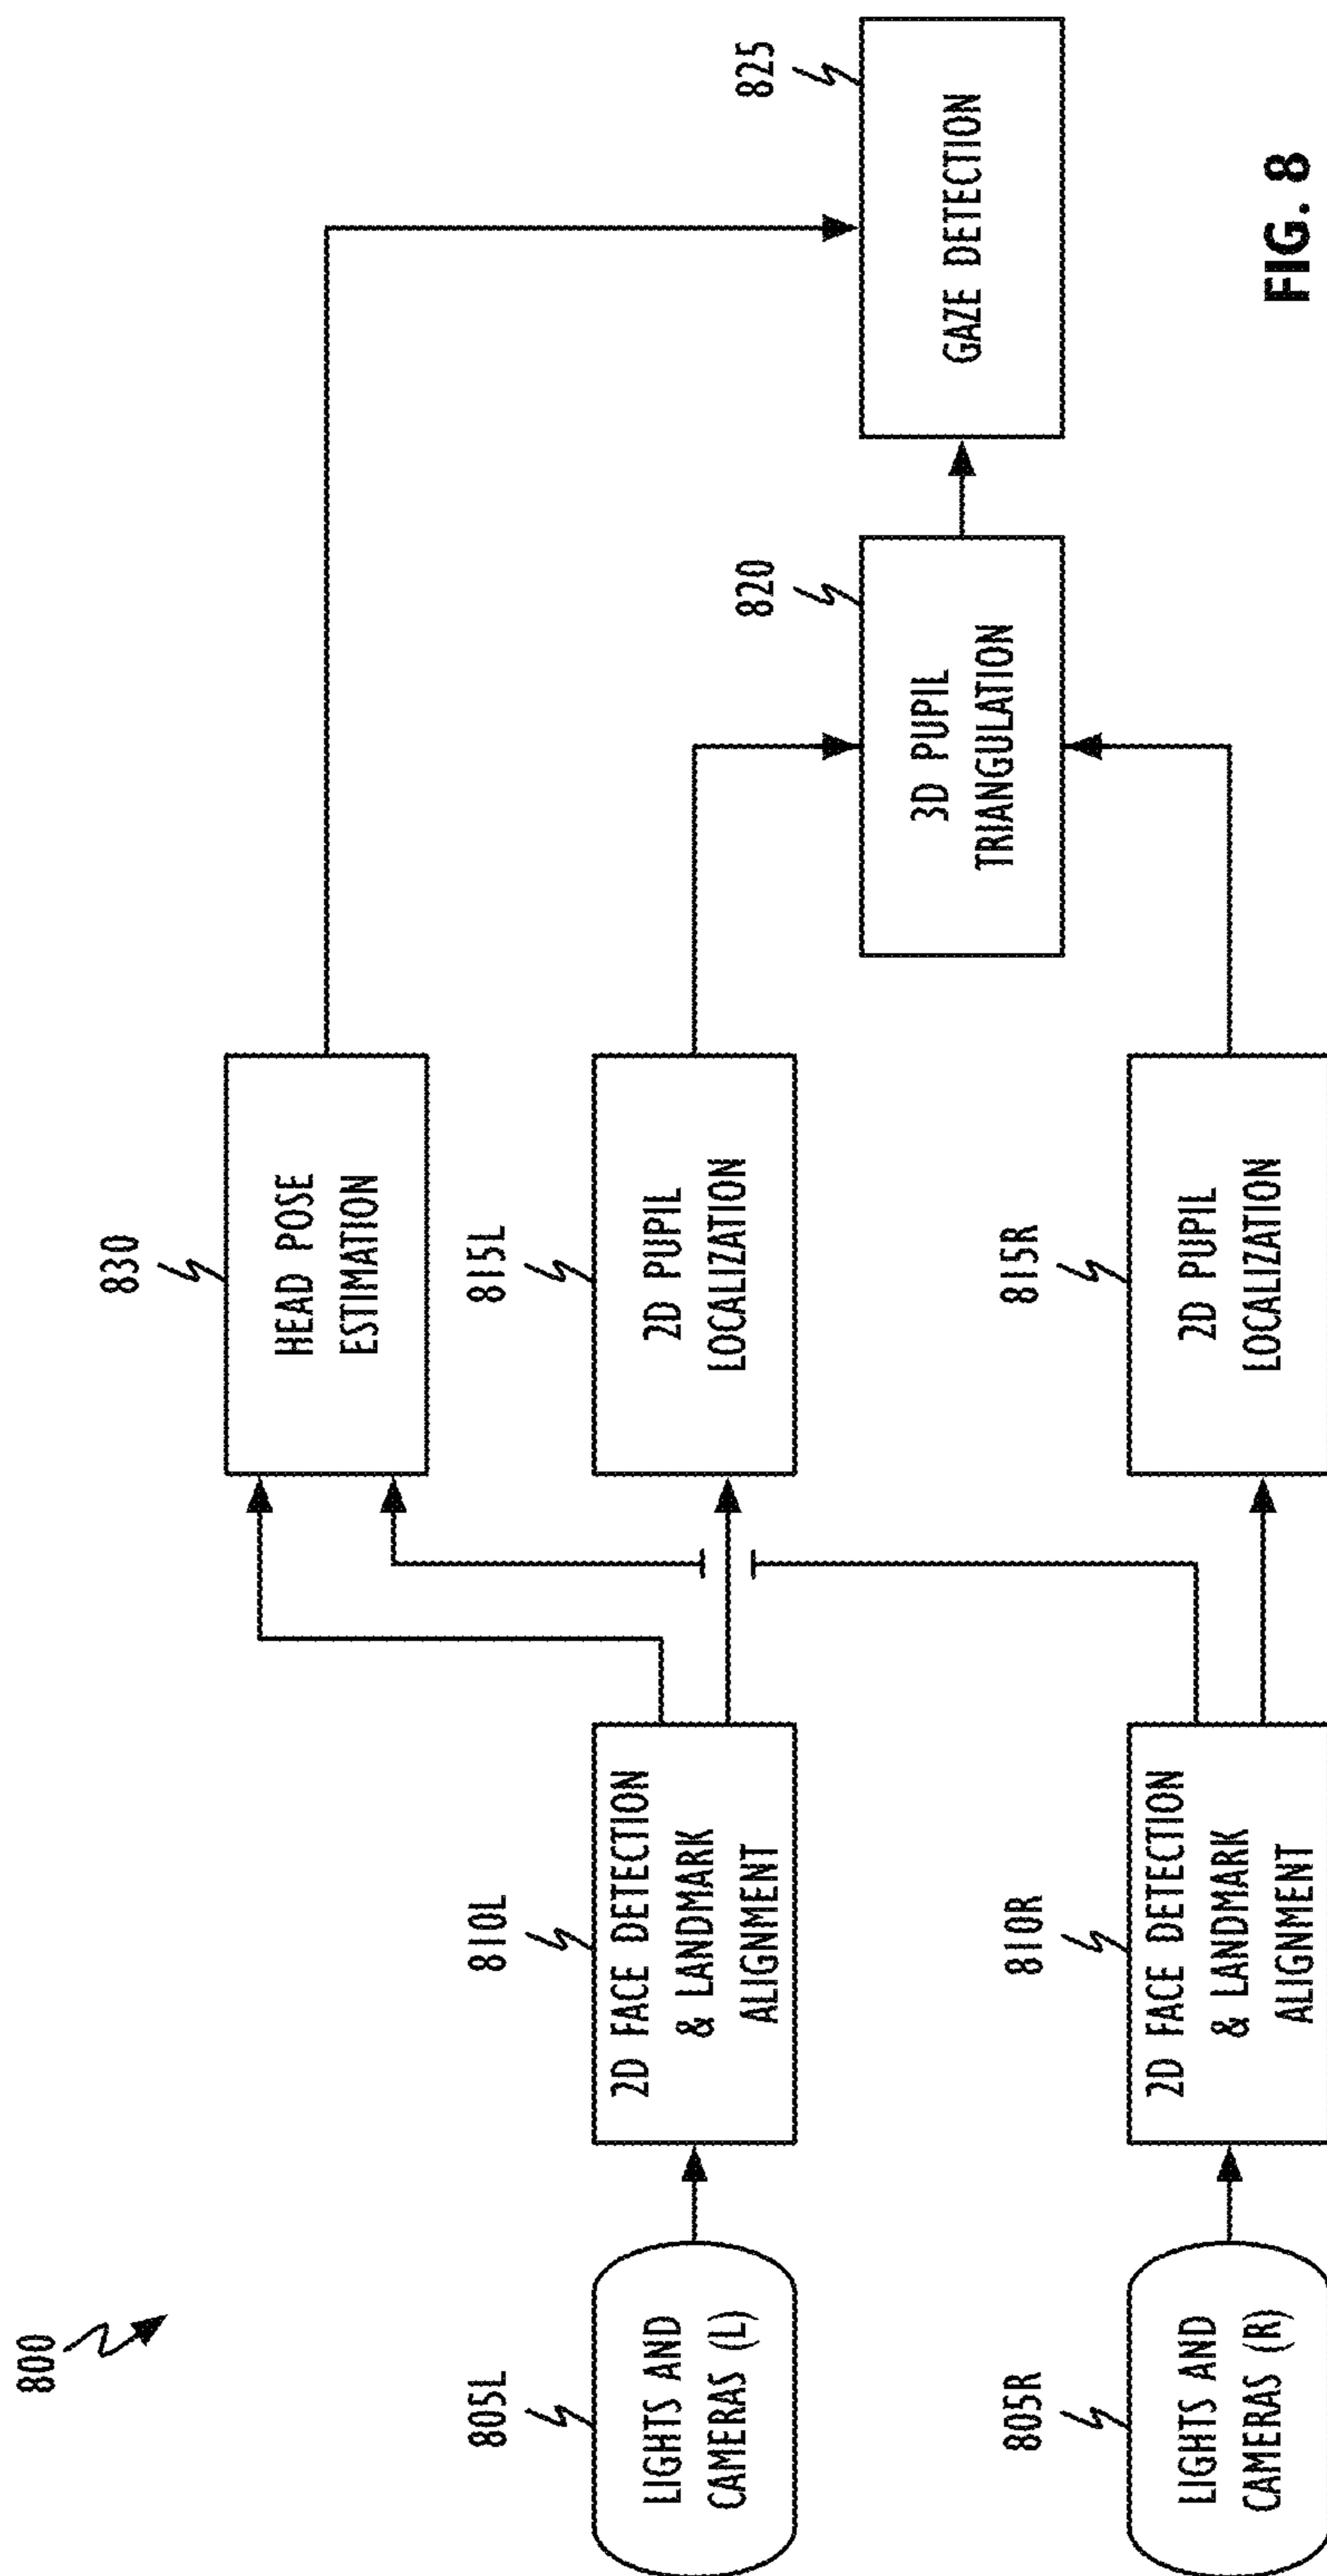 800
830
HEAD POSE
ESTIMATION
805L
LIGHTS AND
CAMERAS (L)
810L
2D FACE DETECTION
& LANDMARK
ALIGNMENT
815L
2D PUPIL
LOCALIZATION
820
3D PUPIL
TRIANGULATION
825
GAZE DETECTION
805R
LIGHTS AND
CAMERAS (R)
810R
2D FACE DETECTION
& LANDMARK
ALIGNMENT
815R
2D PUPIL
LOCALIZATION
FIG. 8